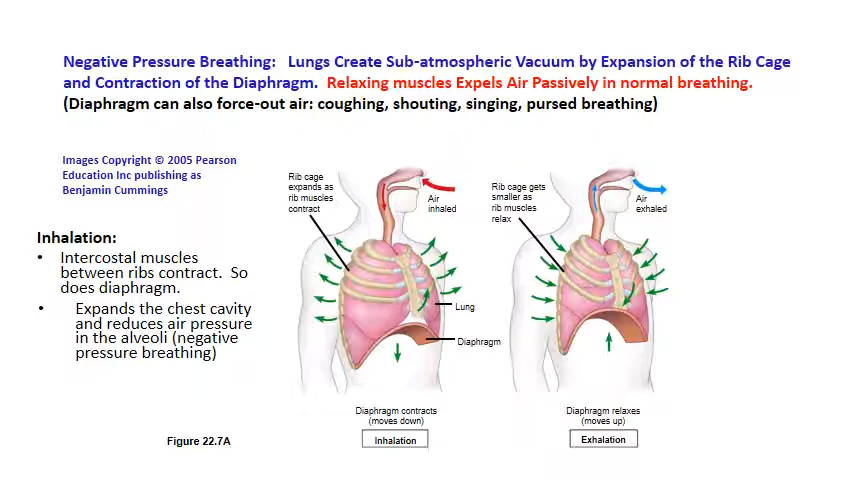 Negative Pressure Breathing:   Lungs Create Sub-atmospheric Vacuum by Expansion of the Rib Cage
and Contraction of the Diaphragm.  Relaxing muscles Expels Air Passively in normal breathing.
(Diaphragm can also force-out air: coughing, shouting, singing, pursed breathing)
Images Copyright © 2005 Pearson
Education Inc publishing as
Benjamin Cummings
Inhalation:
• Intercostal muscles
between ribs contract.  So
does diaphragm.
• Expands the chest cavity
and reduces air pressure
in the alveoli (negative
pressure breathing)
Figure 22.7A
Rib cage
expands as
rib muscles
contract
Air
inhaled
Lung
Diaphragm
Diaphragm contracts
(moves down)
Inhalation
Rib cage gets
smaller as
rib muscles
relax
Air
exhaled
Diaphragm relaxes
(moves up)
Exhalation